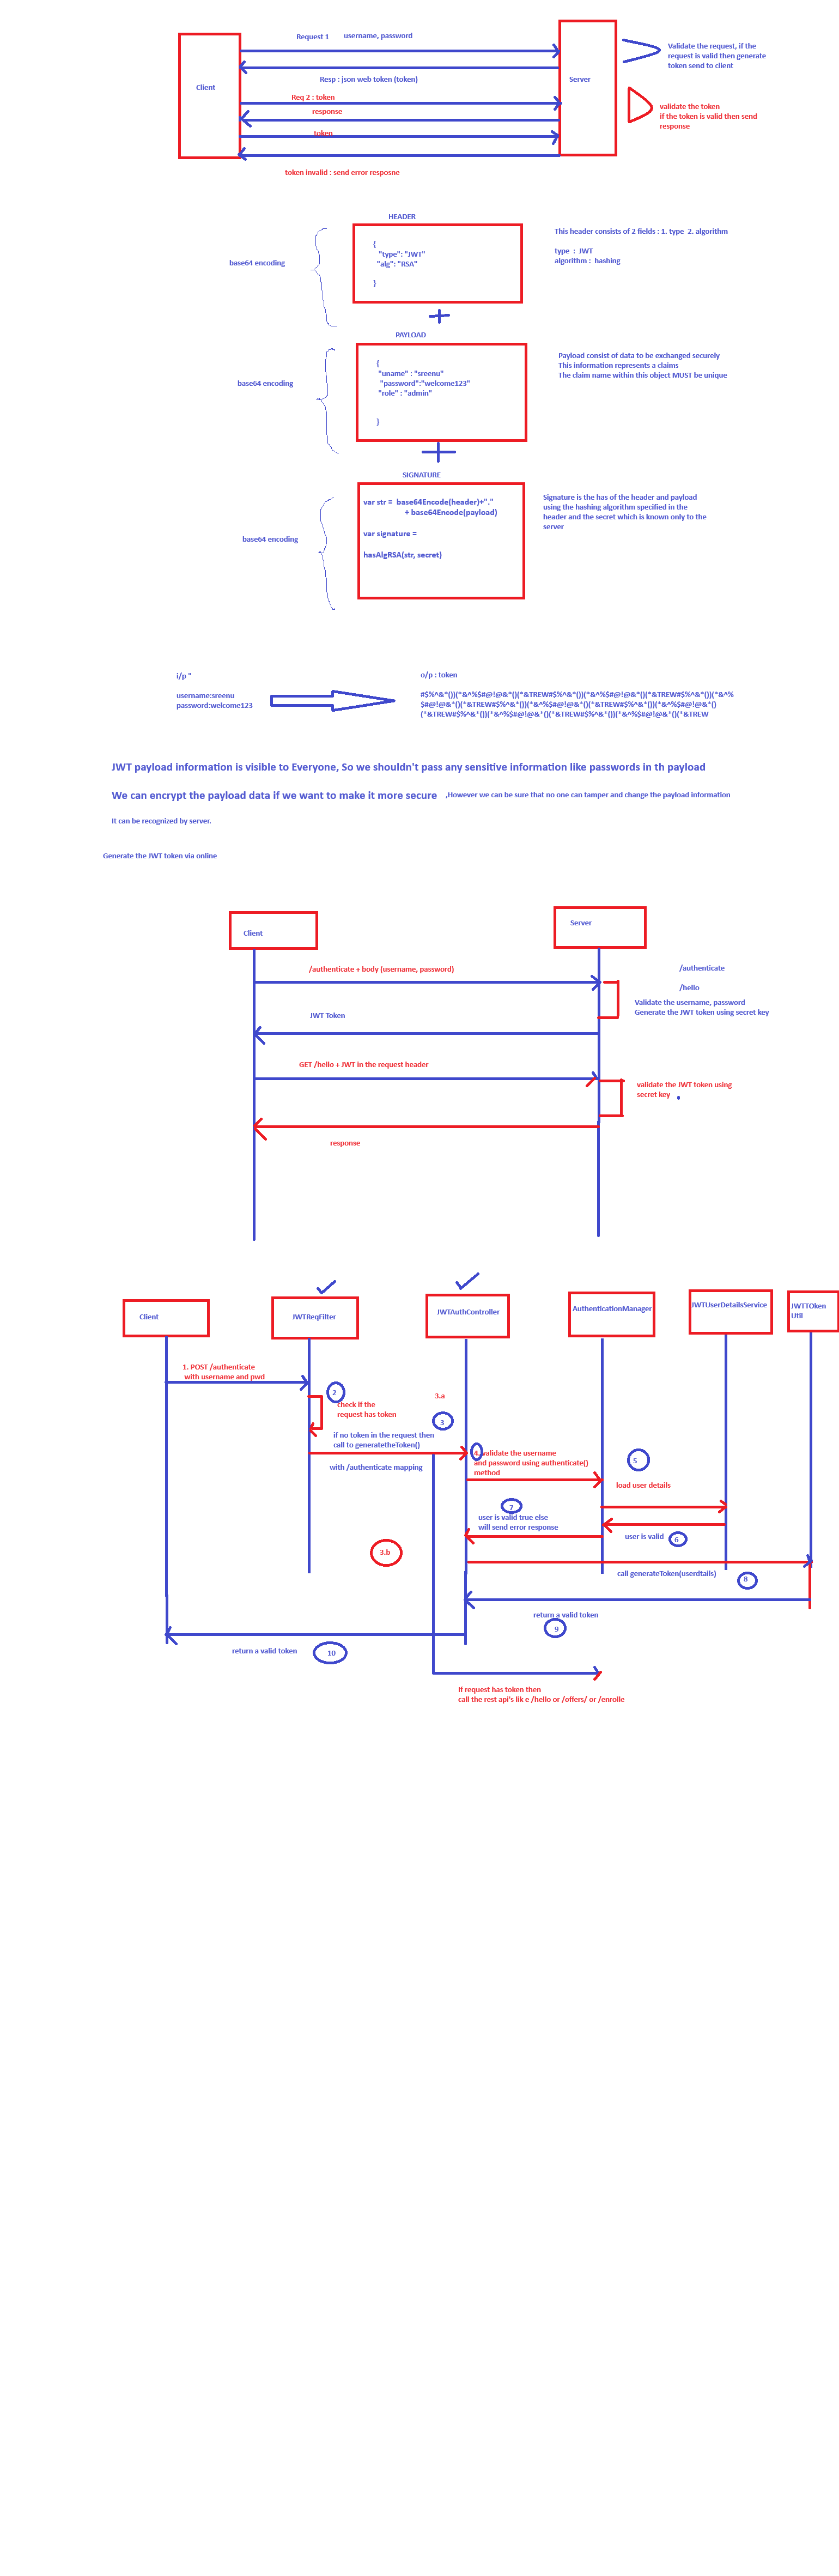 Request 1 username, password
Client
Server
Validate the request, if the
request is valid then generate
token send to client
Resp : json web token (token)
Req 2 : token
response
validate the token
if the token is valid then send
response
token
token invalid : send error resposne
HEADER
{
"type": "JWT"
"alg": "RSA"
}
base64 encoding
This header consists of 2 fields : 1. type 2. algorithm
type : JWT
algorithm : hashing
+
PAYLOAD
{
"uname" : "sreenu"
"password":"welcome123"
"role" : "admin"
}
base64 encoding
Payload consist of data to be exchanged securely
This information represents a claims
The claim name within this object MUST be unique
+
SIGNATURE
var str = base64Encode(header)+"."
+ base64Encode(payload)
var signature =
hasAlgRSA(str, secret)
base64 encoding
Signature is the has of the header and payload
using the hashing algorithm specified in the
header and the secret which is known only to the
server
i/p "
username:sreenu
password:welcome123
o/p : token
#$%^&*())(*&^%$#@!@&*()(*&TREW#$%^&*())(*&^%$#@!@&*()(*&TREW#$%^&*())(*&^%
$#@!@&*()(*&TREW#$%^&*())(*&^%$#@!@&*()(*&TREW#$%^&*())(*&^%$#@!@&*()
(*&TREW#$%^&*())(*&^%$#@!@&*()(*&TREW#$%^&*())(*&^%$#@!@&*()(*&TREW
JWT payload information is visible to Everyone, So we shouldn't pass any sensitive information like passwords in th payload
We can encrypt the payload data if we want to make it more secure ,However we can be sure that no one can tamper and change the payload information
It can be recognized by server.
Generate the JWT token via online
Client
Server
/authenticate + body (username, password)
/authenticate
/hello
Validate the username, password
Generate the JWT token using secret key
JWT Token
GET /hello + JWT in the request header
validate the JWT token using
secret key
response
Client
JWTReqFilter
JWTAuthController
AuthenticationManager
JWTUserDetailsService
JWTTOken
Util
1. POST /authenticate
with username and pwd
2
check if the
request has token
3.a
3
if no token in the request then
call to generatetheToken()
with /authenticate mapping
4. validate the username
and password using authenticate()
method
5
load user details
7
user is valid true else
will send error response
user is valid
6
3.b
call generateToken(userdtails)
8
return a valid token
9
return a valid token
10
If request has token then
call the rest api's lik e /hello or /offers/ or /enrolle